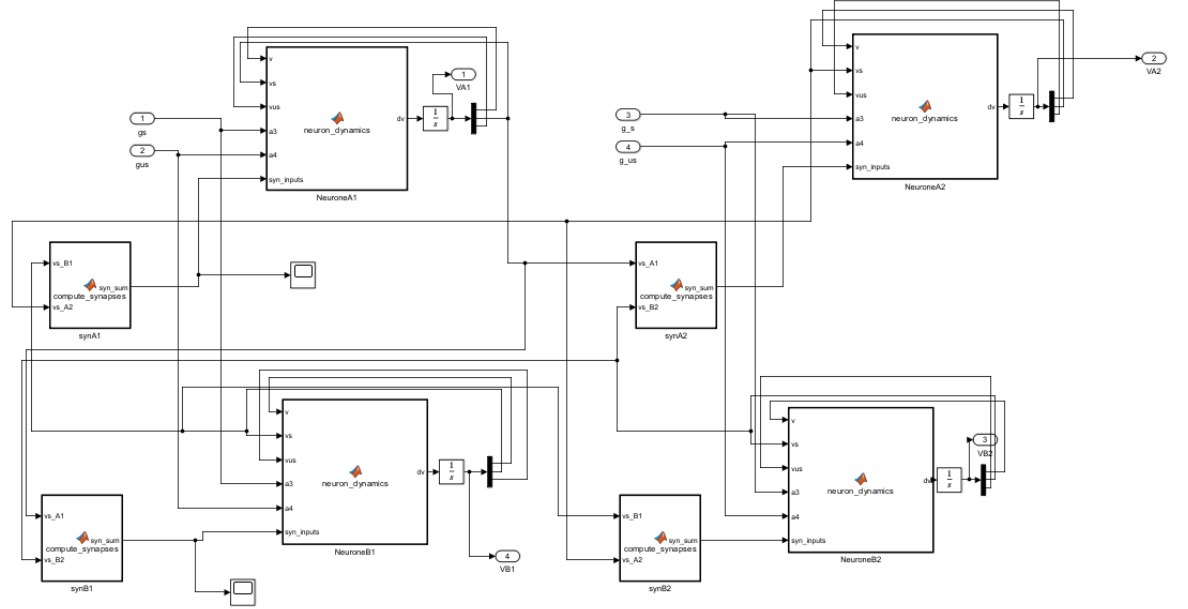 v
vs
vus
a3
a4
syn_inputs
neuron_dynamics
dv
NeuroneA1
1
s
1
VA1
1
gs
2
gus
v
vs
vus
a3
a4
syn_inputs
neuron_dynamics
dv
NeuroneA2
1
s
2
VA2
3
g_s
4
g_us
vs_B1
vs_A2
compute_synapses
syn_sum
synA1
vs_A1
vs_B2
compute_synapses
syn_sum
synA2
v
vs
vus
a3
a4
syn_inputs
neuron_dynamics
dv
NeuroneB1
1
s
4
VB1
v
vs
vus
a3
a4
syn_inputs
neuron_dynamics
dv
NeuroneB2
1
s
3
VB2
vs_A1
vs_B2
compute_synapses
syn_sum
synB1
vs_B1
vs_A2
compute_synapses
syn_sum
synB2